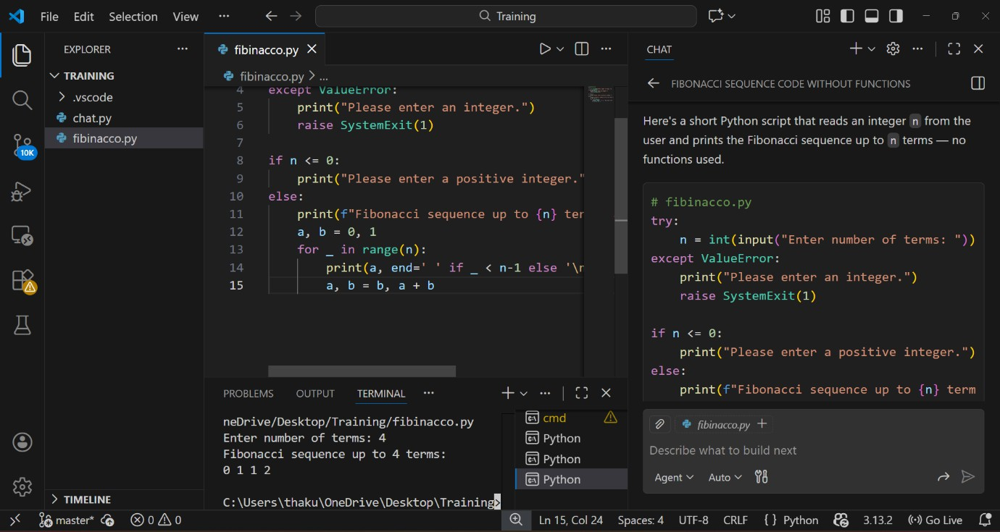 File Edit Selection View ··· Training
EXPLORER ···
TRAINING
.vscode
chat.py
fibinacco.py
10K
TIMELINE
fibinacco.py
fibinacco.py > ...
4 except ValueError:
5 print("Please enter an integer.")
6 raise SystemExit(1)
7
8 if n <= 0:
9 print("Please enter a positive integer."
10 else:
11 print(f"Fibonacci sequence up to {n} ter
12 a, b = 0, 1
13 for _ in range(n):
14 print(a, end=' ' if _ < n-1 else '\n
15 a, b = b, a + b
PROBLEMS OUTPUT TERMINAL ···
neDrive/Desktop/Training/fibinacco.py
Enter number of terms: 4
Fibonacci sequence up to 4 terms:
0 1 1 2
C:\Users\thaku\OneDrive\Desktop\Training>
cmd
Python
Python
Python
CHAT
FIBONACCI SEQUENCE CODE WITHOUT FUNCTIONS
Here's a short Python script that reads an integer n from the
user and prints the Fibonacci sequence up to n terms — no
functions used.
# fibinacco.py
try:
n = int(input("Enter number of terms: "))
except ValueError:
print("Please enter an integer.")
raise SystemExit(1)
if n <= 0:
print("Please enter a positive integer.")
else:
print(f"Fibonacci sequence up to {n} term
fibinacco.py
Describe what to build next
Agent Auto
master* 0 0 Ln 15, Col 24 Spaces: 4 UTF-8 CRLF { } Python 3.13.2 Go Live